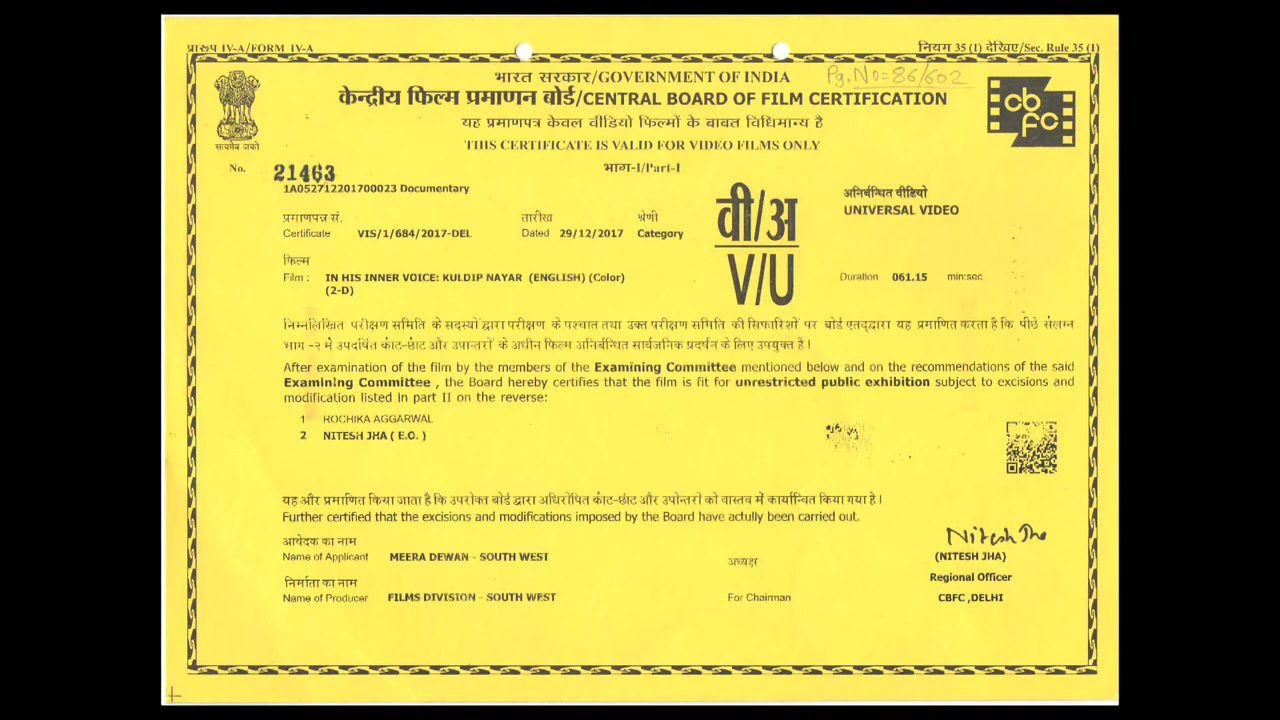 प्रारूप IV-A/FORM IV-A
नियम 35 (1) देखिए/Sec. Rule 35 (1)
भारत सरकार/GOVERNMENT OF INDIA
Pg.No=86/602
केन्द्रीय फिल्म प्रमाणन बोर्ड/CENTRAL BOARD OF FILM CERTIFICATION
cb
fc
यह प्रमाणपत्र केवल वीडियो फिल्मों के बावत विधिमान्य है
सत्यमेव जयते
THIS CERTIFICATE IS VALID FOR VIDEO FILMS ONLY
No. 21463
भाग-I/Part-I
1A052712201700023 Documentary
वी/अ
V/U
अनिबंन्धित वीडियो
UNIVERSAL VIDEO
प्रमाणपत्र सं. तारीख श्रेणी
Certificate VIS/1/684/2017-DEL Dated 29/12/2017 Category
फिल्म
Film : IN HIS INNER VOICE: KULDIP NAYAR (ENGLISH) (Color)
(2-D)
Duration 061.15 min:sec
निम्नलिखित परीक्षण समिति के सदस्यों द्वारा परीक्षण के पश्चात तथा उक्त परीक्षण समिति की सिफारिशों पर बोर्ड एतद्द्वारा यह प्रमाणित करता है कि पीछे संलग्न
भाग -२ में उपदर्षित कांट-छांट और उपान्तरों के अधीन फिल्म अनिबंन्धित सार्वजनिक प्रदर्षन के लिए उपयुक्त है ।
After examination of the film by the members of the Examining Committee mentioned below and on the recommendations of the said
Examining Committee , the Board hereby certifies that the film is fit for unrestricted public exhibition subject to excisions and
modification listed in part II on the reverse:
1 ROCHIKA AGGARWAL
2 NITESH JHA ( E.O. )
यह और प्रमाणित किया जाता है कि उपरोक्त बोर्ड द्वारा अधिरोपित कांट-छांट और उपोन्तरों को वास्तव में कार्यान्वित किया गया है ।
Further certified that the excisions and modifications imposed by the Board have actully been carried out.
आवेदक का नाम
Name of Applicant MEERA DEWAN - SOUTH WEST
निर्माता का नाम
Name of Producer FILMS DIVISION - SOUTH WEST
अध्यक्ष
For Chairman
Nitesh Jha
(NITESH JHA)
Regional Officer
CBFC ,DELHI